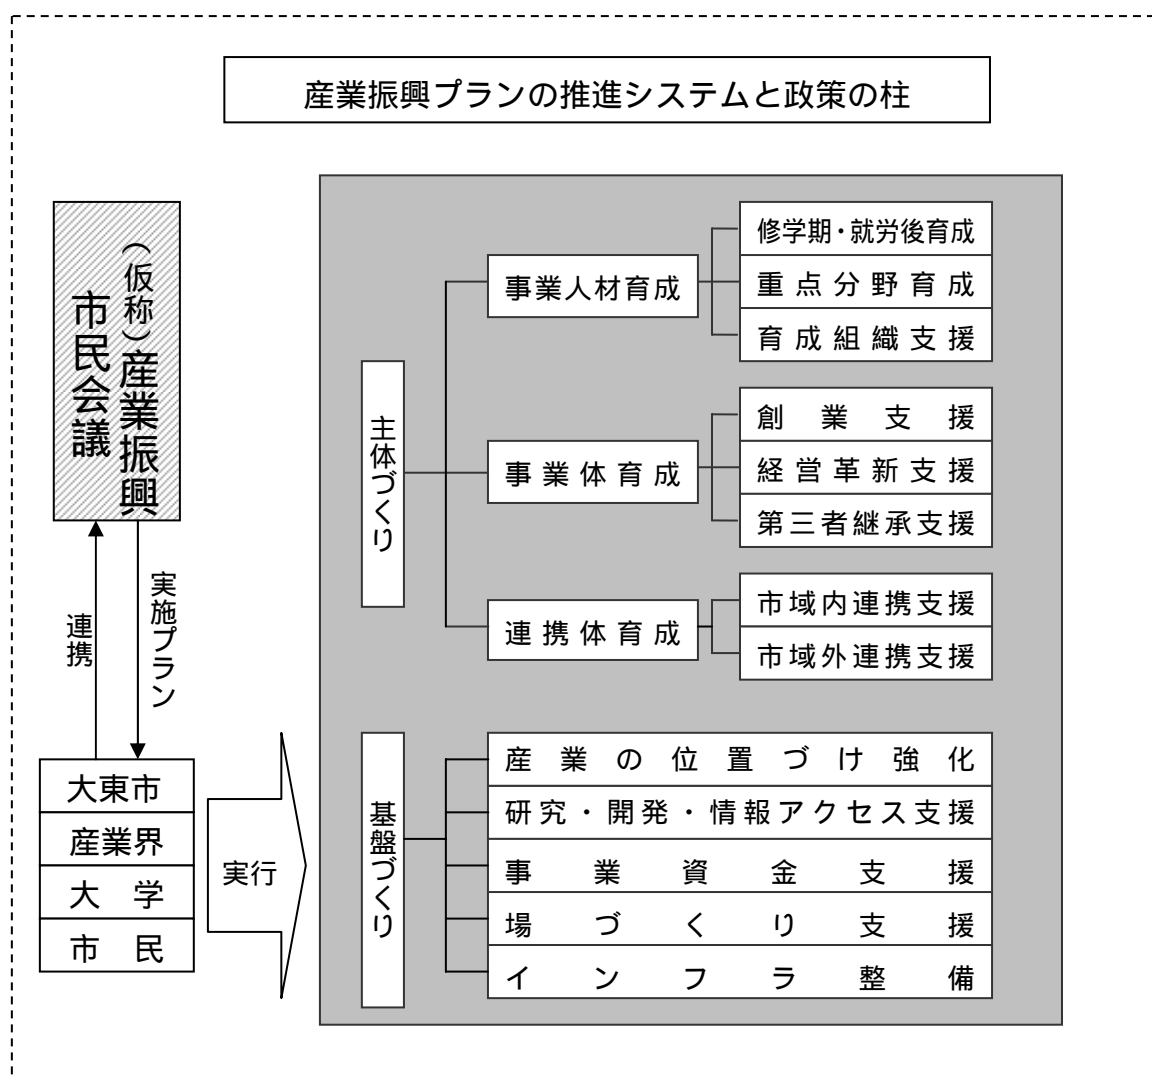 産業振興プランの推進システムと政策の柱
（仮称）産業振興
市民会議
連携
実施プラン
大東市
産業界
大学
市民
実行
主体づくり
事業人材育成
修学期・就労後育成
重点分野育成
育成組織支援
事業体育成
創業支援
経営革新支援
第三者継承支援
連携体育成
市域内連携支援
市域外連携支援
基盤づくり
産業の位置づけ強化
研究・開発・情報アクセス支援
事業資金支援
場づくり支援
インフラ整備